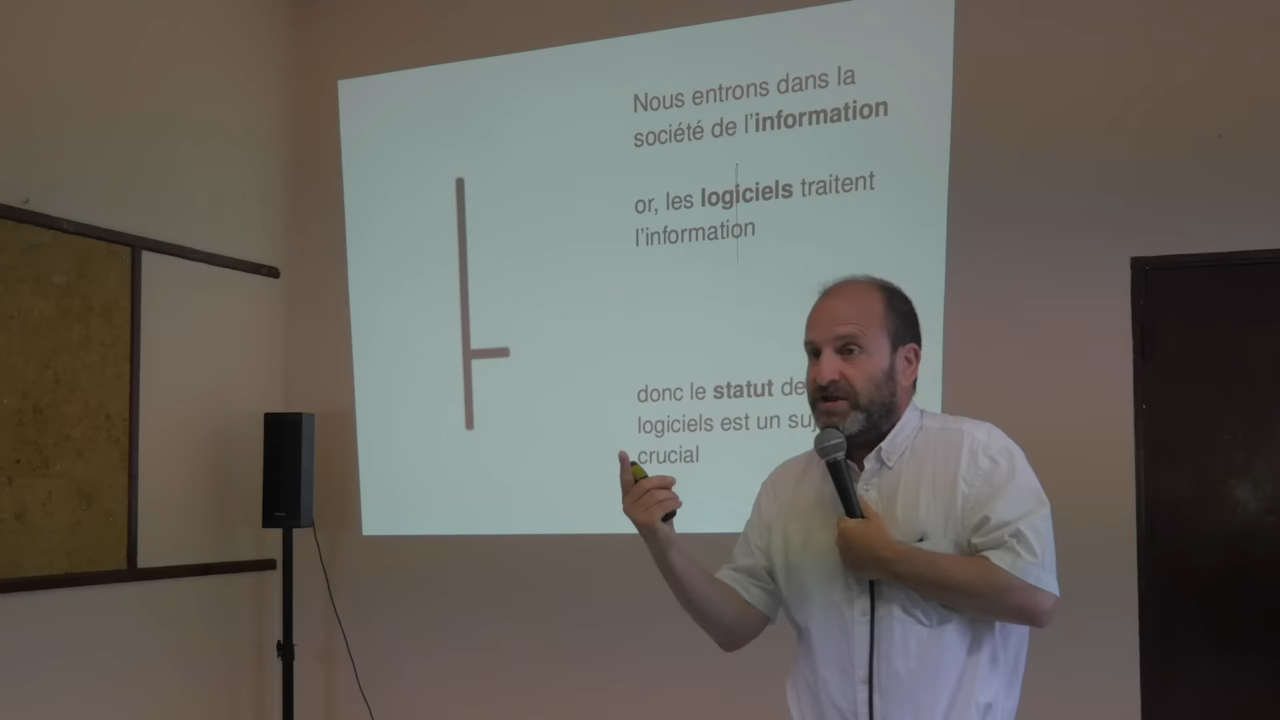 Nous entrons dans la
société de l'information
or, les logiciels traitent
l'information
donc le statut de
logiciels est un
crucial